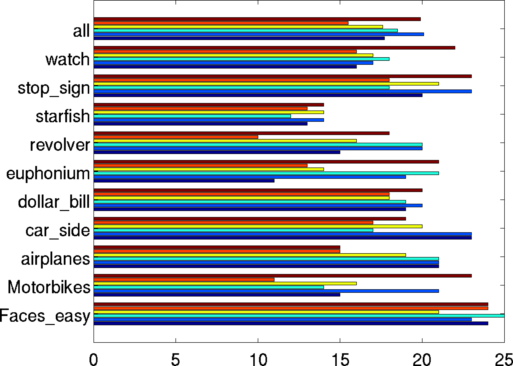 all
watch
stop_sign
starfish
revolver
euphonium
dollar_bill
car_side
airplanes
Motorbikes
Faces_easy
0 5 10 15 20 25